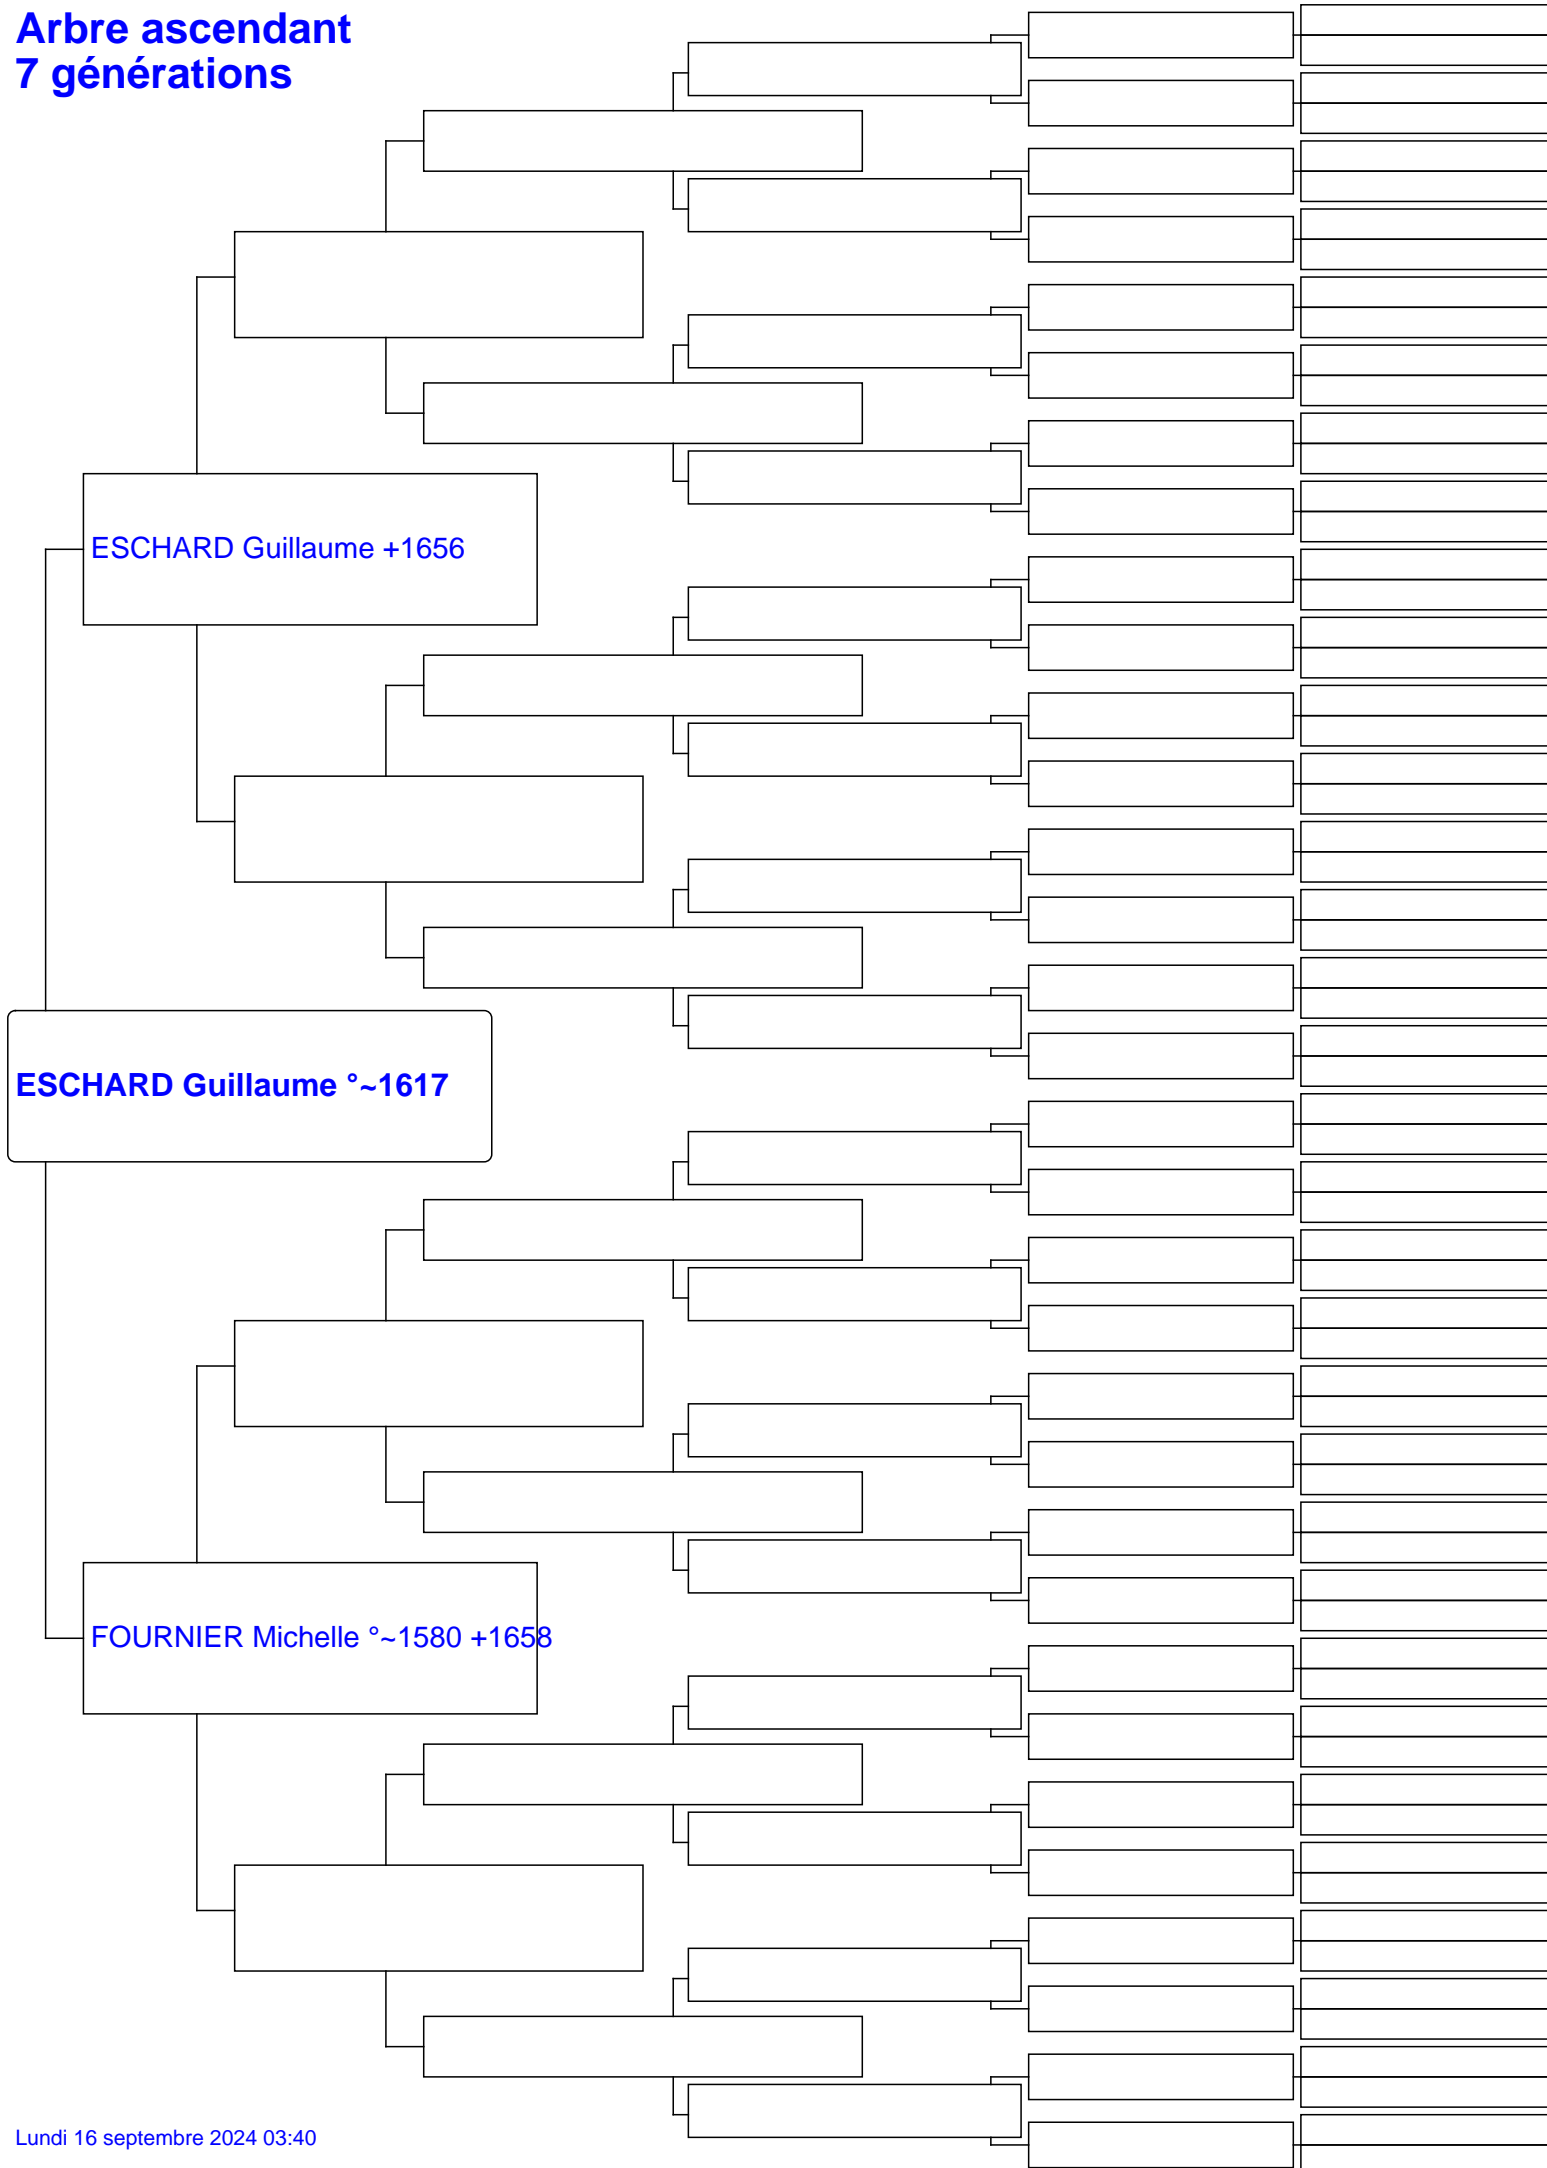 Arbre ascendant
7 générations
ESCHARD Guillaume +1656
ESCHARD Guillaume °~1617
FOURNIER Michelle °~1580 +1658
Lundi 16 septembre 2024 03:40